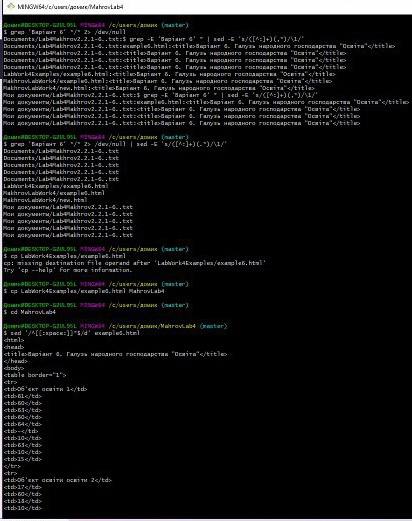 MINGW64:/c/users/домик/MahrovLab4
Домик@DESKTOP-GZUL95L MINGW64 /c/users/домик (master)
$ grep 'Варіант 6' */* 2> /dev/null
Documents/Lab4Makhrov2.2.1-6..txt:$ grep -E 'Варіант 6' * | sed -E 's/([^:]+)(.*)/\1/'
Documents/Lab4Makhrov2.2.1-6..txt:example6.html:<title>Варіант 6. Галузь народного господарства "Освіта"</title>
Documents/Lab4Makhrov2.2.1-6..txt:<title>Варіант 6. Галузь народного господарства "Освіта"</title>
Documents/Lab4Makhrov2.2.1-6..txt:<title>Варіант 6. Галузь народного господарства "Освіта"</title>
Documents/Lab4Makhrov2.2.1-6..txt:<title>Варіант 6. Галузь народного господарства "Освіта"</title>
LabWork4Examples/example6.html:<title>Варіант 6. Галузь народного господарства "Освіта"</title>
MakhrovLabWork4/example6.html:<title>Варіант 6. Галузь народного господарства "Освіта"</title>
MakhrovLabWork4/new.html:<title>Варіант 6. Галузь народного господарства "Освіта"</title>
Мои документы/Lab4Makhrov2.2.1-6..txt:$ grep -E 'Варіант 6' * | sed -E 's/([^:]+)(.*)/\1/'
Мои документы/Lab4Makhrov2.2.1-6..txt:example6.html:<title>Варіант 6. Галузь народного господарства "Освіта"</title>
Мои документы/Lab4Makhrov2.2.1-6..txt:<title>Варіант 6. Галузь народного господарства "Освіта"</title>
Мои документы/Lab4Makhrov2.2.1-6..txt:<title>Варіант 6. Галузь народного господарства "Освіта"</title>
Мои документы/Lab4Makhrov2.2.1-6..txt:<title>Варіант 6. Галузь народного господарства "Освіта"</title>
Домик@DESKTOP-GZUL95L MINGW64 /c/users/домик (master)
$ grep 'Варіант 6' */* 2> /dev/null | sed -E 's/([^:]+)(.*)/\1/'
Documents/Lab4Makhrov2.2.1-6..txt
Documents/Lab4Makhrov2.2.1-6..txt
Documents/Lab4Makhrov2.2.1-6..txt
Documents/Lab4Makhrov2.2.1-6..txt
Documents/Lab4Makhrov2.2.1-6..txt
LabWork4Examples/example6.html
MakhrovLabWork4/example6.html
MakhrovLabWork4/new.html
Мои документы/Lab4Makhrov2.2.1-6..txt
Мои документы/Lab4Makhrov2.2.1-6..txt
Мои документы/Lab4Makhrov2.2.1-6..txt
Мои документы/Lab4Makhrov2.2.1-6..txt
Мои документы/Lab4Makhrov2.2.1-6..txt
Домик@DESKTOP-GZUL95L MINGW64 /c/users/домик (master)
$ cp LabWork4Examples/example6.html
cp: missing destination file operand after 'LabWork4Examples/example6.html'
Try 'cp --help' for more information.
Домик@DESKTOP-GZUL95L MINGW64 /c/users/домик (master)
$ cp LabWork4Examples/example6.html MahrovLab4
Домик@DESKTOP-GZUL95L MINGW64 /c/users/домик (master)
$ cd MahrovLab4
Домик@DESKTOP-GZUL95L MINGW64 /c/users/домик/MahrovLab4 (master)
$ sed '/^[[:space:]]*$/d' example6.html
<html>
<head>
<title>Варіант 6. Галузь народного господарства "Освіта"</title>
</head>
<body>
<table border="1">
<tr>
<td>Об'єкт освіти 1</td>
<td>61</td>
<td>60</td>
<td>63</td>
<td>60</td>
<td>64</td>
<td>-</td>
<td>10</td>
<td>63</td>
<td>10</td>
<td>15</td>
</tr>
<tr>
<td>Об'єкт освіти 2</td>
<td>17</td>
<td>60</td>
<td>18</td>
<td>10</td>